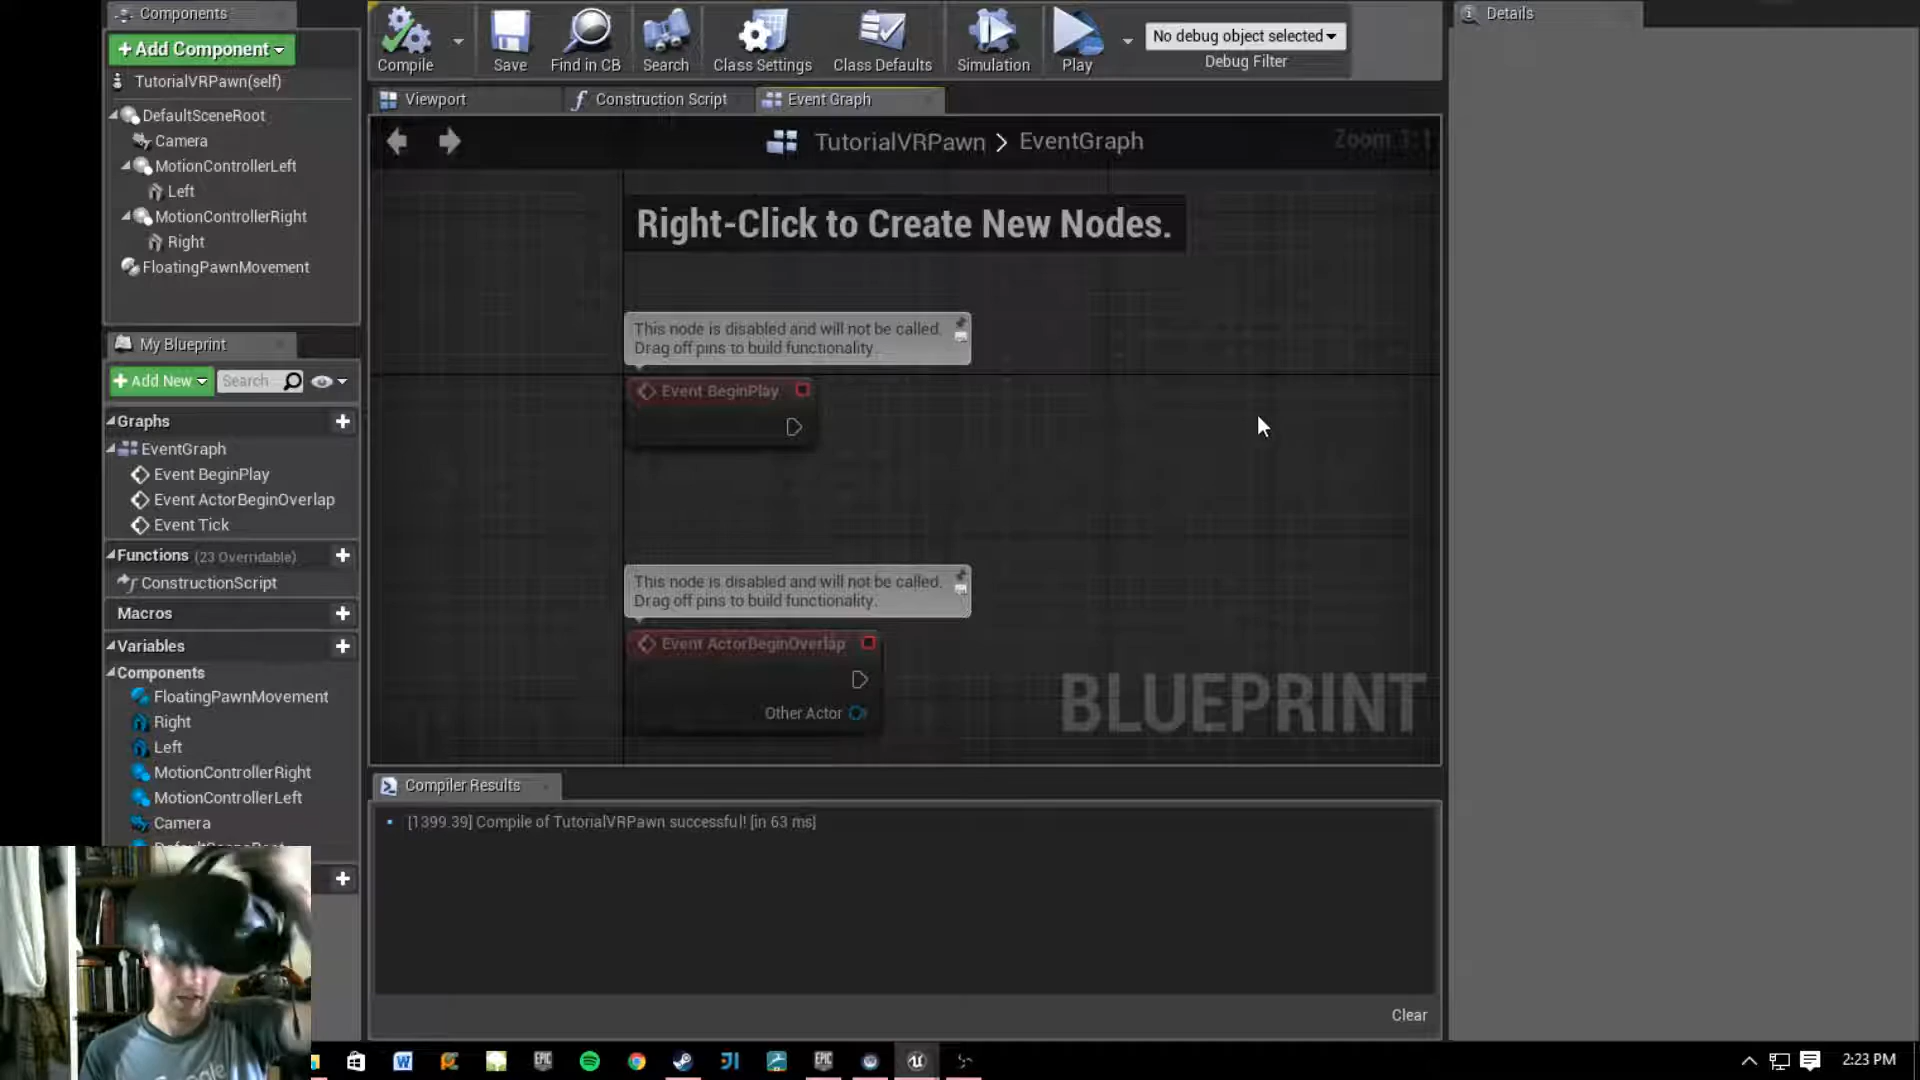 Components
+ Add Component
TutorialVRPawn(self)
DefaultSceneRoot
Camera
MotionControllerLeft
Left
MotionControllerRight
Right
FloatingPawnMovement
My Blueprint
+ Add New
Search
Graphs
EventGraph
Event BeginPlay
Event ActorBeginOverlap
Event Tick
Functions (23 Overridable)
ConstructionScript
Macros
Variables
Components
FloatingPawnMovement
Right
Left
MotionControllerRight
MotionControllerLeft
Camera
Compile
Save
Find in CB
Search
Class Settings
Class Defaults
Simulation
Play
No debug object selected
Debug Filter
Viewport
Construction Script
Event Graph
TutorialVRPawn > EventGraph
Zoom 1:1
Right-Click to Create New Nodes.
This node is disabled and will not be called.
Drag off pins to build functionality.
Event BeginPlay
This node is disabled and will not be called.
Drag off pins to build functionality.
Event ActorBeginOverlap
Other Actor
BLUEPRINT
Compiler Results
[1399.39] Compile of TutorialVRPawn successful! [in 63 ms]
Clear
Details
2:23 PM